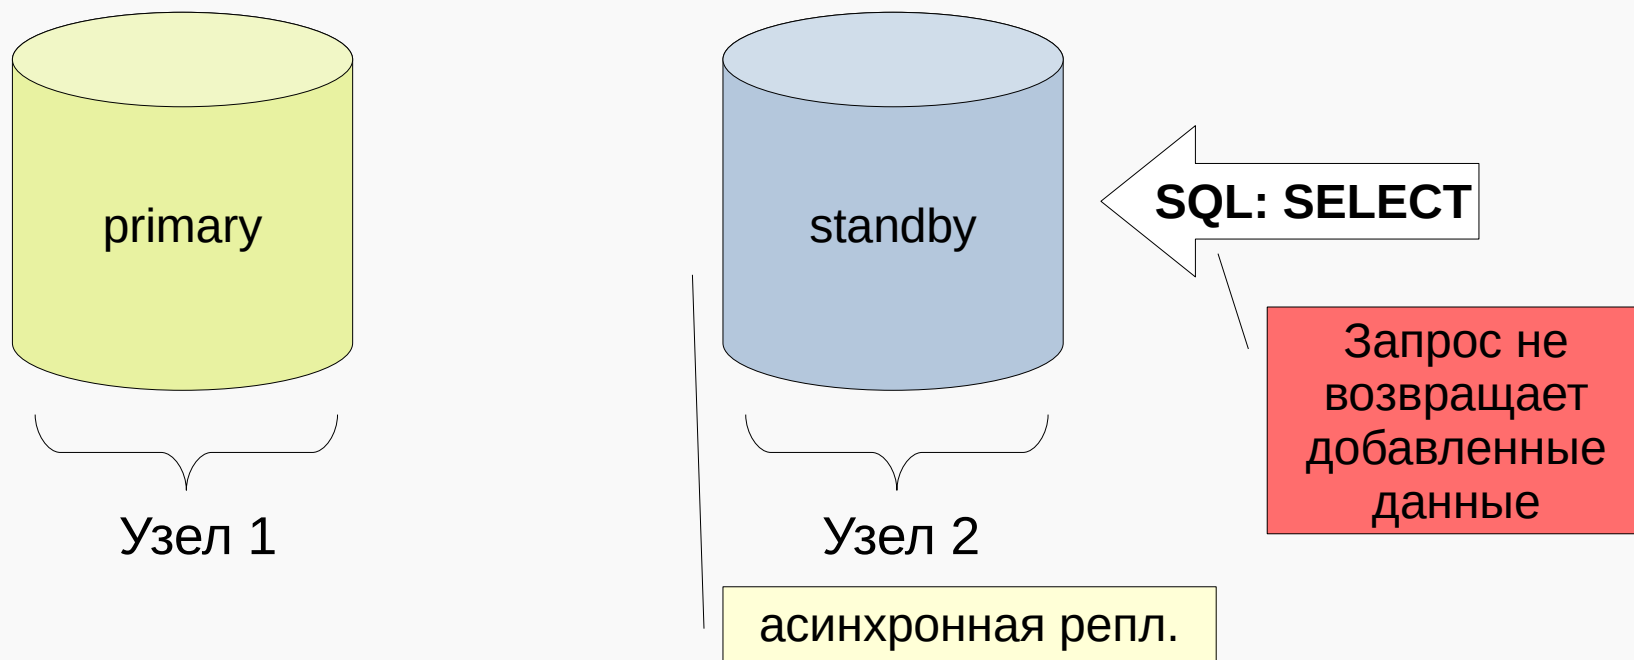 primary
standby
SQL: SELECT
Запрос не
возвращает
добавленные
данные
Узел 1
Узел 2
асинхронная репл.